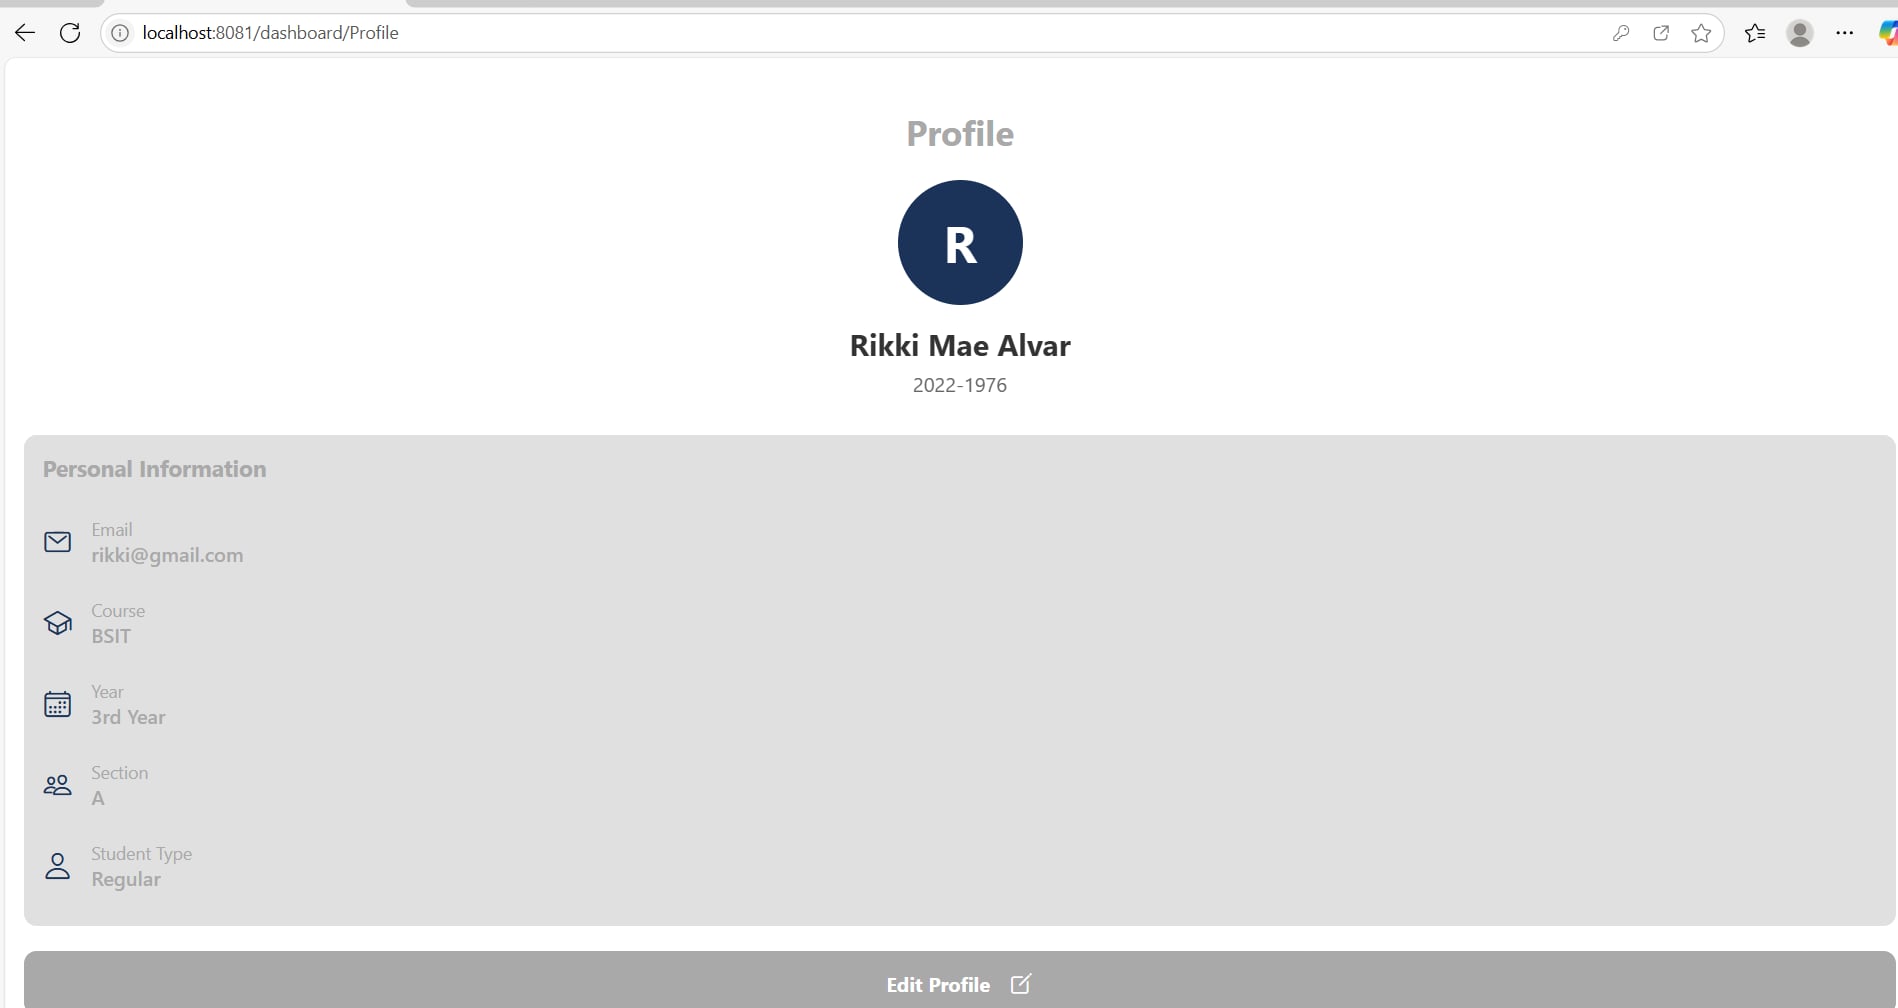 localhost:8081/dashboard/Profile
Profile
R
Rikki Mae Alvar
2022-1976
Personal Information
Email
rikki@gmail.com
Course
BSIT
Year
3rd Year
Section
A
Student Type
Regular
Edit Profile